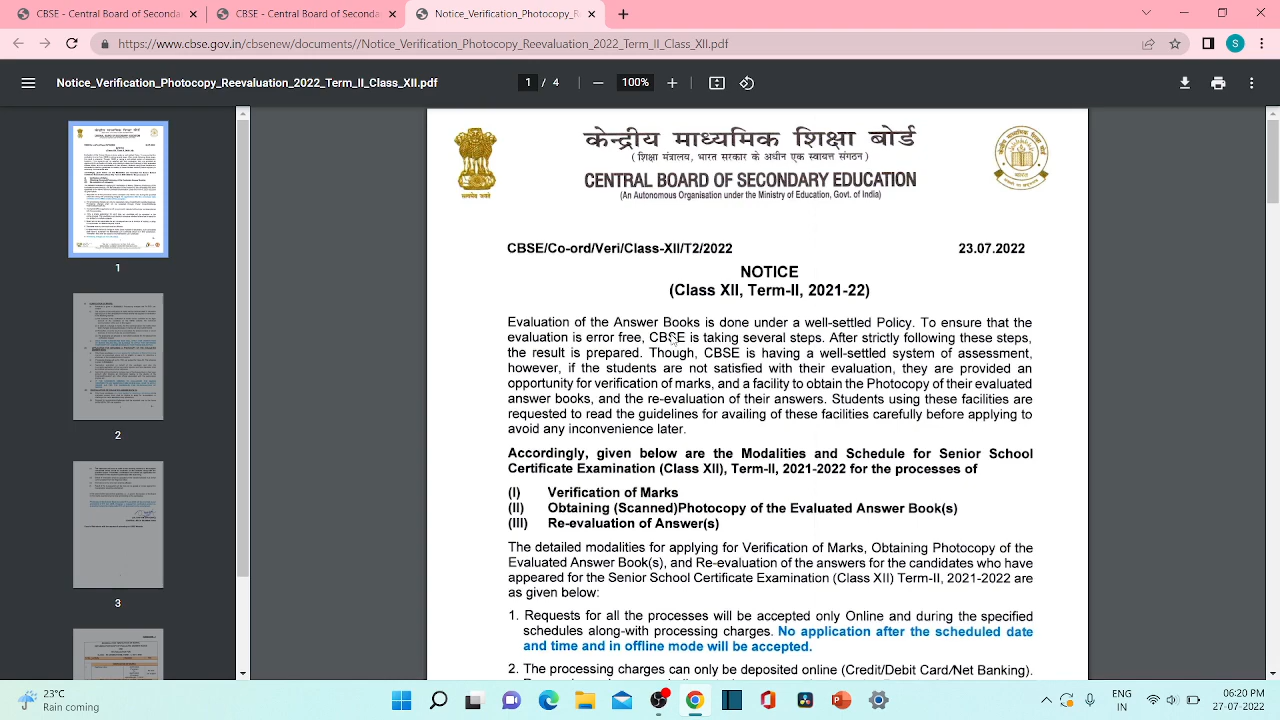 CBSE - Central Board of Secon
CBSE - Central Board of Second
Notice_Verification_Photocopy_R
https://www.cbse.gov.in/cbsenew/documents//Notice_Verification_Photocopy_Reevaluation_2022_Term_II_Class_XII.pdf
S
Notice_Verification_Photocopy_Reevaluation_2022_Term_II_Class_XII.pdf
1 / 4
100%
केन्द्रीय माध्यमिक शिक्षा बोर्ड
(शिक्षा मंत्रालय, भारत सरकार के अधीन एक स्वायत्त संगठन)
CENTRAL BOARD OF SECONDARY EDUCATION
(An Autonomous Organisation under the Ministry of Education, Govt. of India)
सत्यमेव जयते
भारत
CBSE/Co-ord/Veri/Class-XII/T2/2022 23.07.2022
NOTICE
(Class XII, Term-II, 2021-22)
Evaluation of the Answer Books is done under a well-settled Policy. To ensure that the
evaluation is error free, CBSE is taking several steps. After strictly following these steps,
the result is prepared. Though, CBSE is having a well-settled system of assessment,
however, if the students are not satisfied with their evaluation, they are provided an
opportunity for verification of marks, and a facility to obtain the Photocopy of their evaluated
answer books, and the re-evaluation of their answers. Students using these facilities are
requested to read the guidelines for availing of these facilities carefully before applying to
avoid any inconvenience later.
Accordingly, given below are the Modalities and Schedule for Senior School
Certificate Examination (Class XII), Term-II, 2021-2022 for the processes of
(I) Verification of Marks
(II) Obtaining (Scanned)Photocopy of the Evaluated Answer Book(s)
(III) Re-evaluation of Answer(s)
The detailed modalities for applying for Verification of Marks, Obtaining Photocopy of the
Evaluated Answer Book(s), and Re-evaluation of the answers for the candidates who have
appeared for the Senior School Certificate Examination (Class XII) Term-II, 2021-2022 are
as given below:
1. Requests for all the processes will be accepted only Online and during the specified
schedules along-with processing charges. No application after the scheduled date
and time and in offline mode will be accepted.
2. The processing charges can only be deposited online (Credit/Debit Card/Net Banking).
1
2
3
23°C
Rain coming
ENG
IN
06:20 PM
27-07-2022